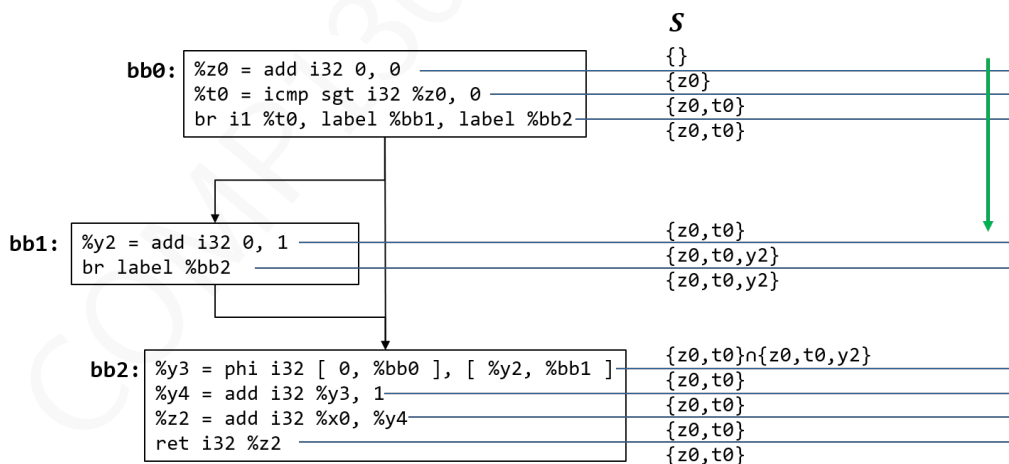 S
{}
bb0: %z0 = add i32 0, 0
{z0}
%t0 = icmp sgt i32 %z0, 0
{z0,t0}
br i1 %t0, label %bb1, label %bb2
{z0,t0}
{z0,t0}
bb1: %y2 = add i32 0, 1
{z0,t0,y2}
br label %bb2
{z0,t0,y2}
{z0,t0}∩{z0,t0,y2}
bb2: %y3 = phi i32 [ 0, %bb0 ], [ %y2, %bb1 ]
{z0,t0}
%y4 = add i32 %y3, 1
{z0,t0}
%z2 = add i32 %x0, %y4
{z0,t0}
ret i32 %z2
{z0,t0}